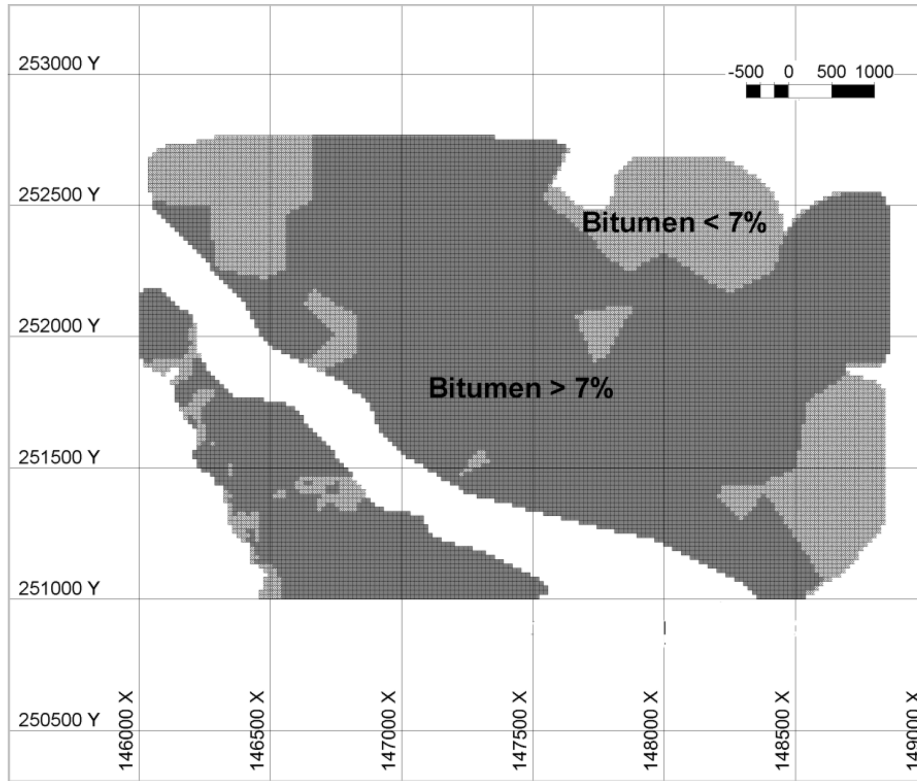 253000 Y
-500 0 500 1000
252500 Y
Bitumen < 7%
252000 Y
Bitumen > 7%
251500 Y
251000 Y
250500 Y
146000 X
146500 X
147000 X
147500 X
148000 X
148500 X
149000 X